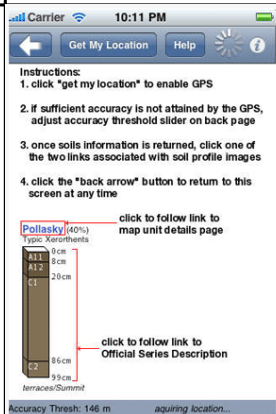 Carrier 10:11 PM
Get My Location Help
Instructions:
1. click "get my location" to enable GPS
2. if sufficient accuracy is not attained by the GPS,
adjust accuracy threshold slider on back page
3. once soils information is returned, click one of
the two links associated with soil profile images
4. click the "back arrow" button to return to this
screen at any time
click to follow link to
map unit details page
Pollasky (40%)
Typic Xerorthents
0cm
A11
8cm
A12
20cm
C1
click to follow link to
Official Series Description
86cm
C2
99cm
terraces/Summit
Accuracy Thresh: 146 m aquiring location...